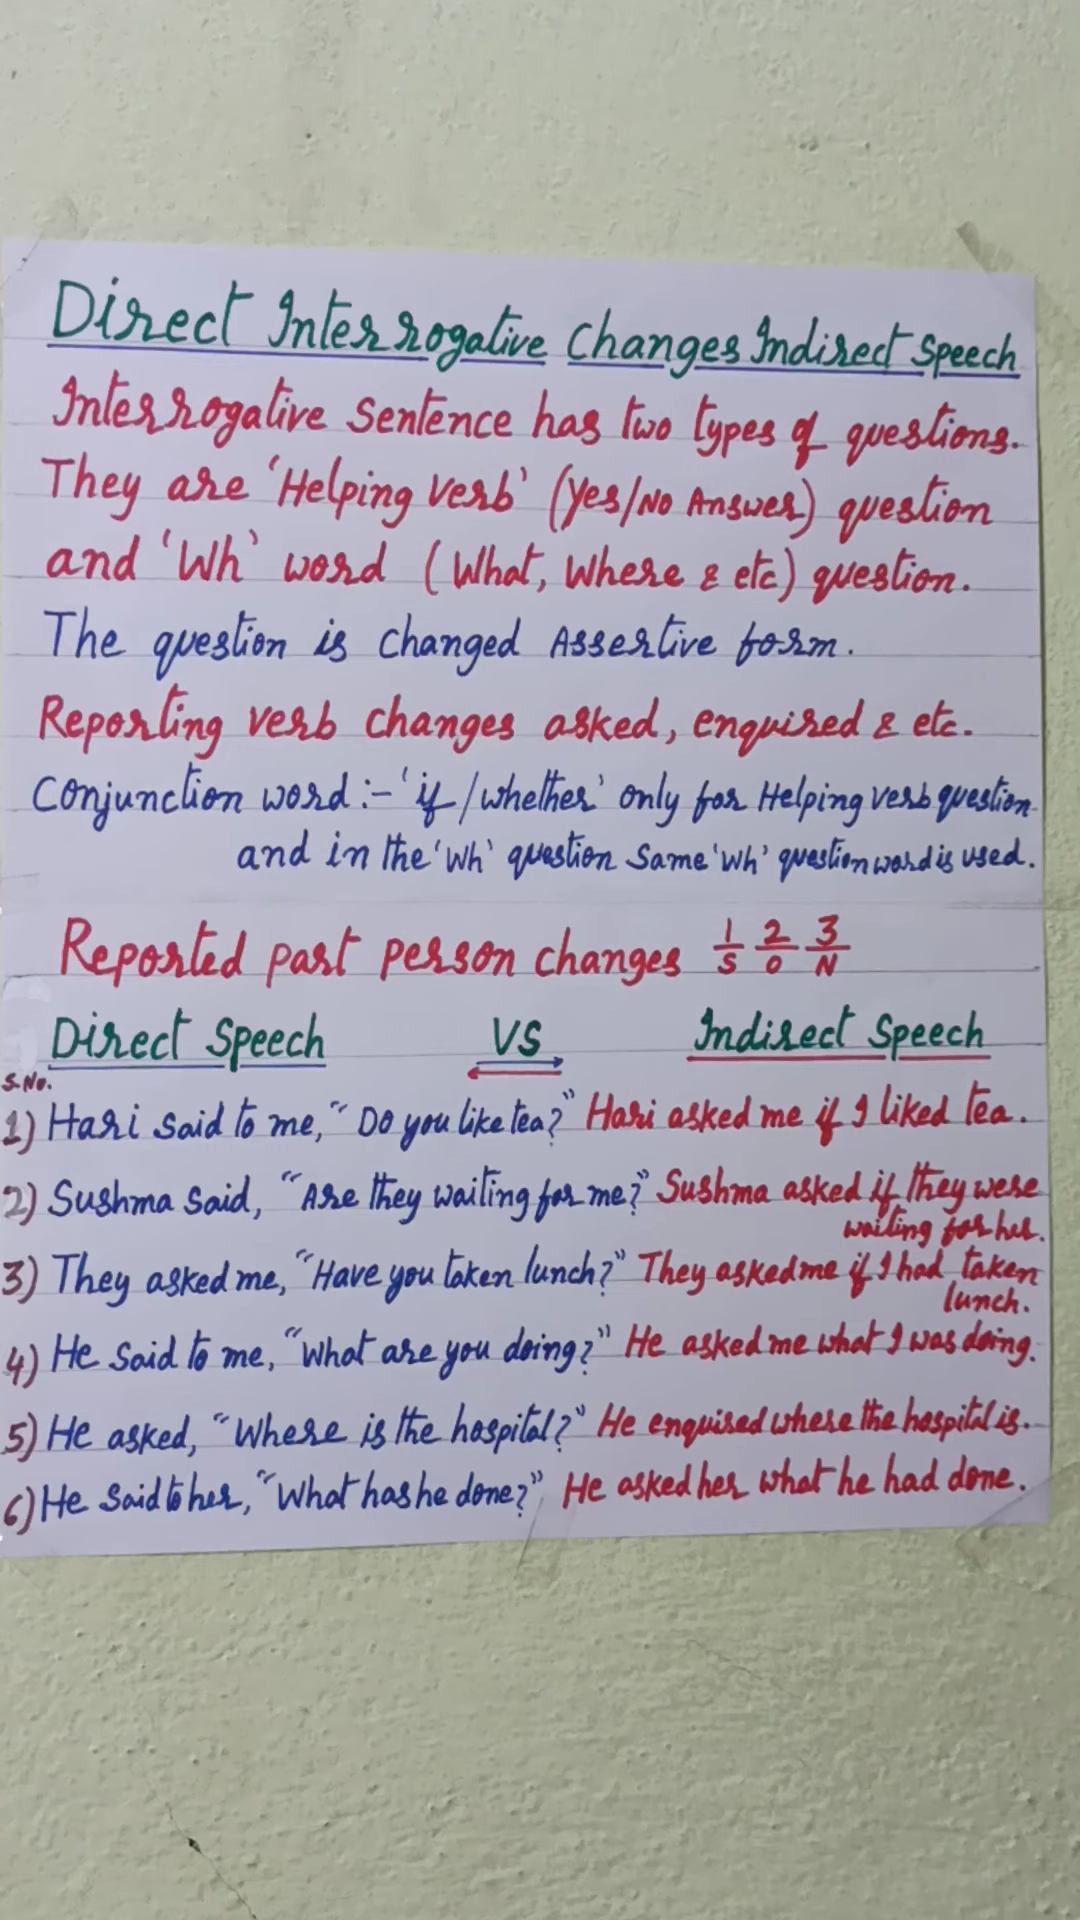 Direct Interrogative Changes Indirect Speech
Interrogative Sentence has two types of questions.
They are 'Helping verb' (Yes/No Answer) question
and 'Wh' word (What, Where & etc) question.
The question is changed Assertive form.
Reporting verb changes asked, enquired & etc.
Conjunction word :- 'if/whether' only for Helping verb question
and in the 'Wh' question same 'Wh' question word is used.
Reported part person changes 1/S 2/O 3/N
Direct Speech VS Indirect Speech
S.No.
1) Hari said to me, "Do you like tea?" Hari asked me if I liked tea.
2) Sushma said, "Are they waiting for me?" Sushma asked if they were
waiting for her.
3) They asked me, "Have you taken lunch?" They asked me if I had taken
lunch.
4) He said to me, "What are you doing?" He asked me what I was doing.
5) He asked, "Where is the hospital?" He enquired where the hospital is.
6) He said to her, "What has he done?" He asked her what he had done.